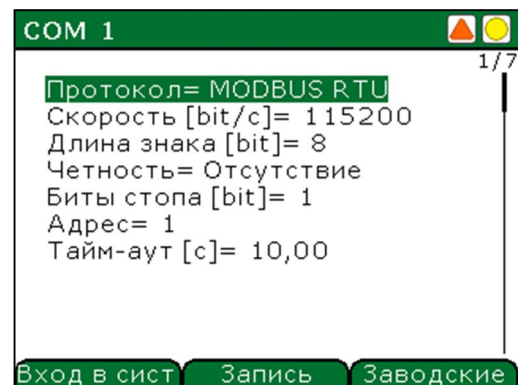 COM 1
1/7
Протокол= MODBUS RTU
Скорость [bit/c]= 115200
Длина знака [bit]= 8
Четность= Отсутствие
Биты стопа [bit]= 1
Адрес= 1
Тайм-аут [c]= 10,00
Вход в сист Запись Заводские